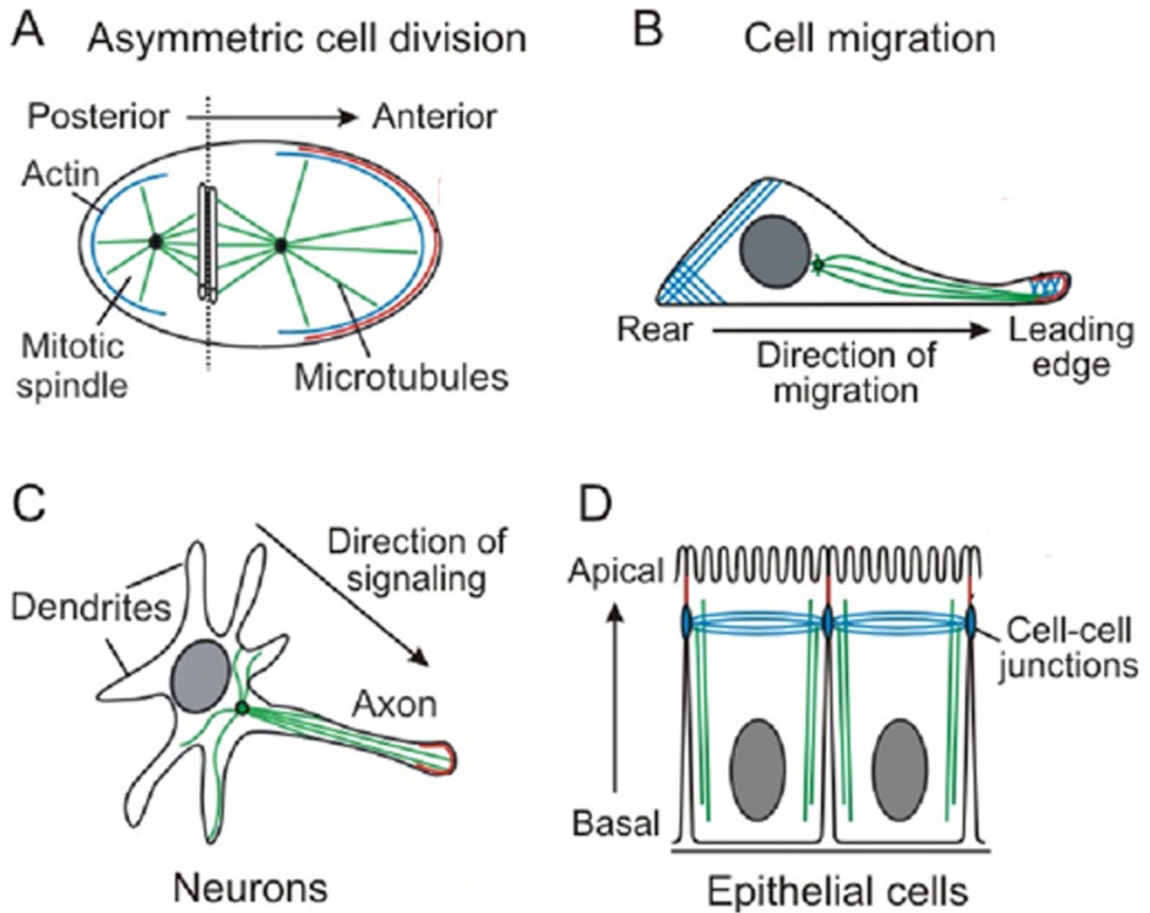 A
Asymmetric cell division
Posterior
Anterior
Actin
Mitotic
spindle
Microtubules
B
Cell migration
Rear
Leading
edge
Direction of
migration
C
Direction of
signaling
Dendrites
Axon
Neurons
D
Apical
Cell-cell
junctions
Basal
Epithelial cells